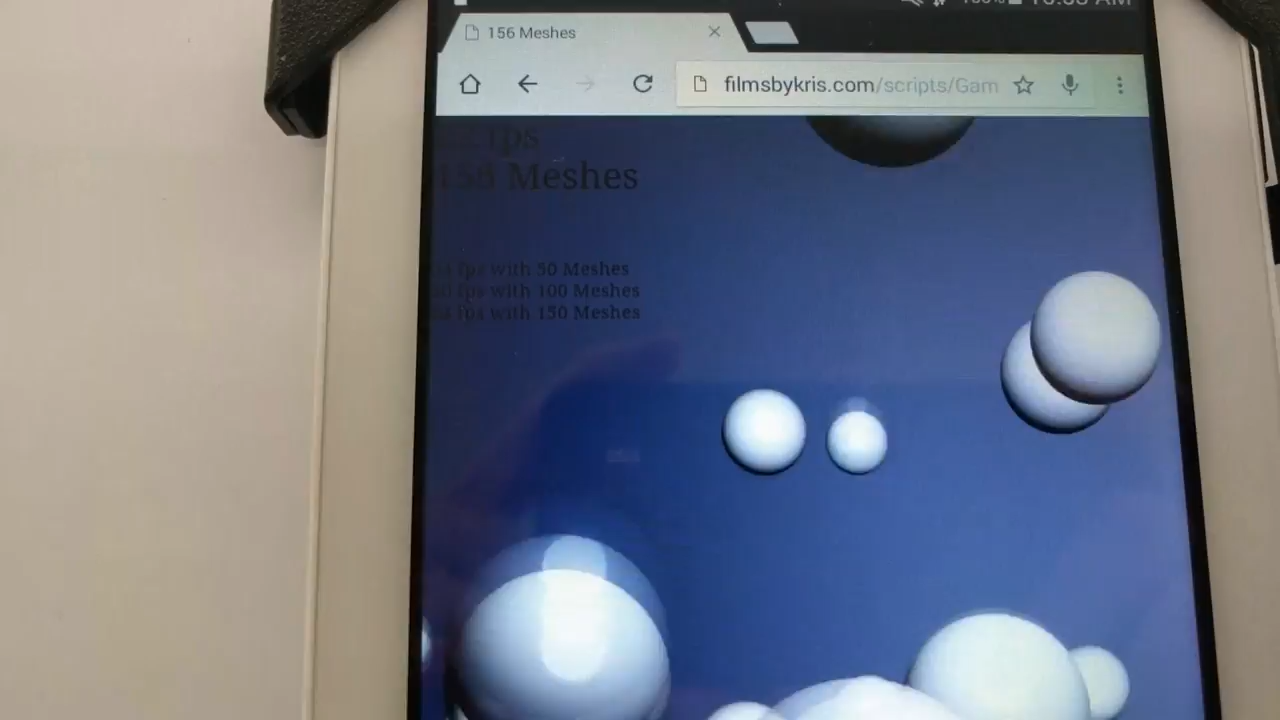 156 Meshes
filmsbykris.com/scripts/Gam
fps
156 Meshes
fps with 50 Meshes
fps with 100 Meshes
fps with 150 Meshes